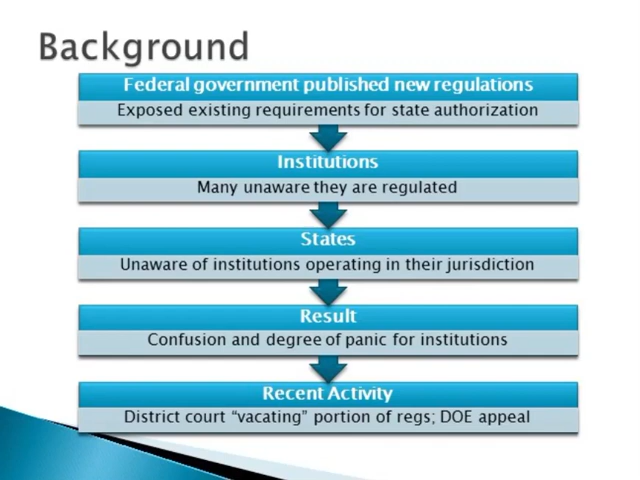 Background
Federal government published new regulations
Exposed existing requirements for state authorization
Institutions
Many unaware they are regulated
States
Unaware of institutions operating in their jurisdiction
Result
Confusion and degree of panic for institutions
Recent Activity
District court “vacating” portion of regs; DOE appeal